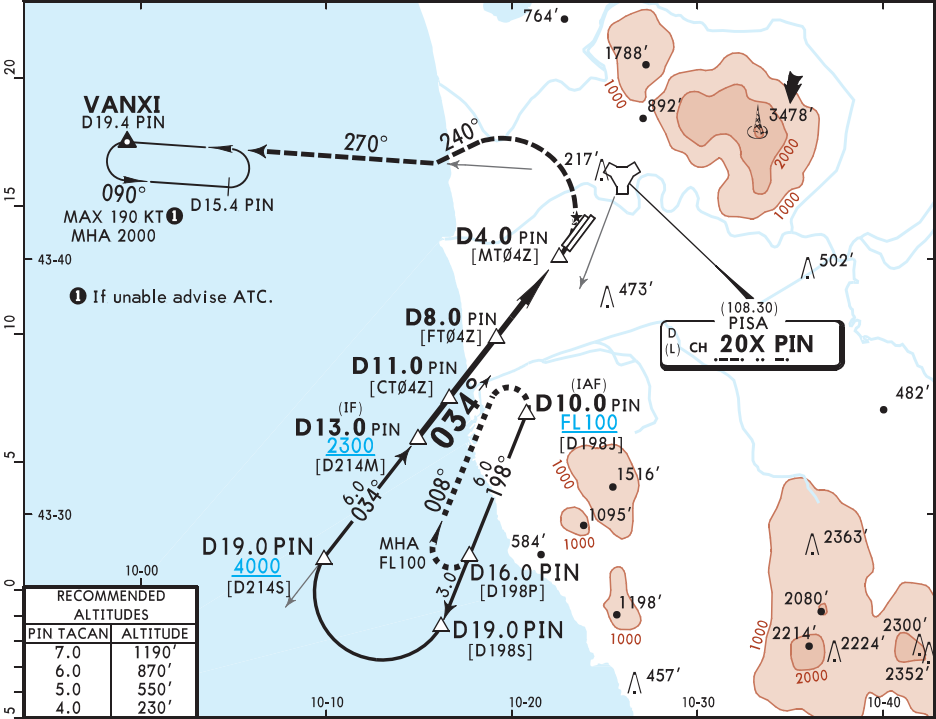 764'
20
1788'
1000
892'
3478'
2000
1000
VANXI
D19.4 PIN
270°
240°
217'
090°
D15.4 PIN
15
MAX 190 KT 1
MHA 2000
D4.0 PIN
[MTØ4Z]
43-40
502'
1 If unable advise ATC.
473'
(108.30)
PISA
D
(L) CH 20X PIN
10
D8.0 PIN
[FTØ4Z]
D11.0 PIN
[CTØ4Z]
034°
(IAF)
D10.0 PIN
FL100
[D198J]
482'
(IF)
D13.0 PIN
2300
[D214M]
5
6.0
034°
008°
6.0
198°
1000
1516'
1095'
1000
43-30
MHA
FL100
584'
2363'
D19.0 PIN
4000
[D214S]
D16.0 PIN
[D198P]
3.0
D19.0 PIN
[D198S]
10-00
0
1198'
1000
2080'
1000
2214'
2224'
2300'
2352'
2000
457'
RECOMMENDED
ALTITUDES
PIN TACAN ALTITUDE
7.0 1190'
6.0 870'
5.0 550'
4.0 230'
5
10-10
10-20
10-30
10-40